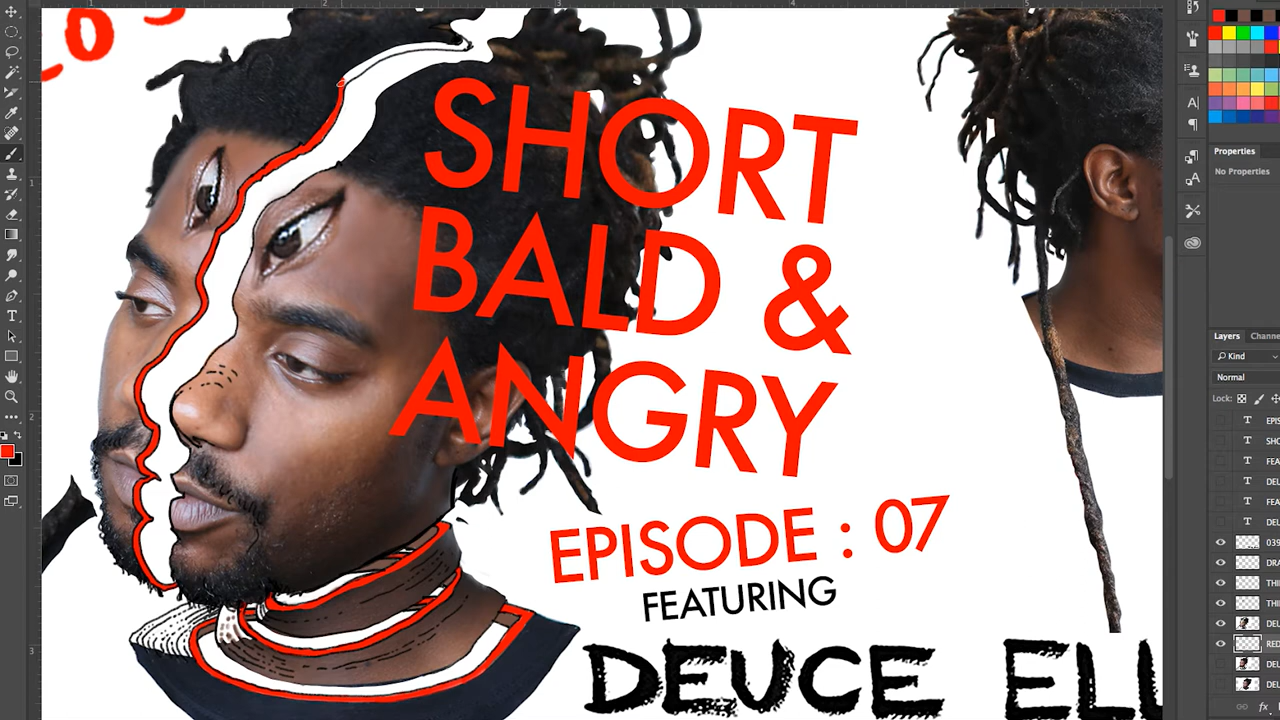 SHORT
BALD &
ANGRY
EPISODE : 07
FEATURING
DEUCE ELL
Properties
No Properties
Layers
Kind
Normal
Lock: